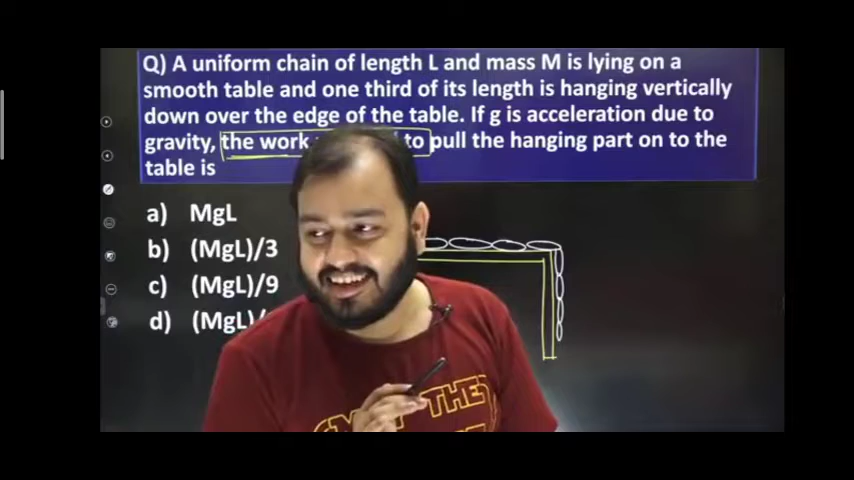 Q) A uniform chain of length L and mass M is lying on a
smooth table and one third of its length is hanging vertically
down over the edge of the table. If g is acceleration due to
gravity, the work to pull the hanging part on to the
table is
a) MgL
b) (MgL)/3
c) (MgL)/9
d) (MgL)/
THE